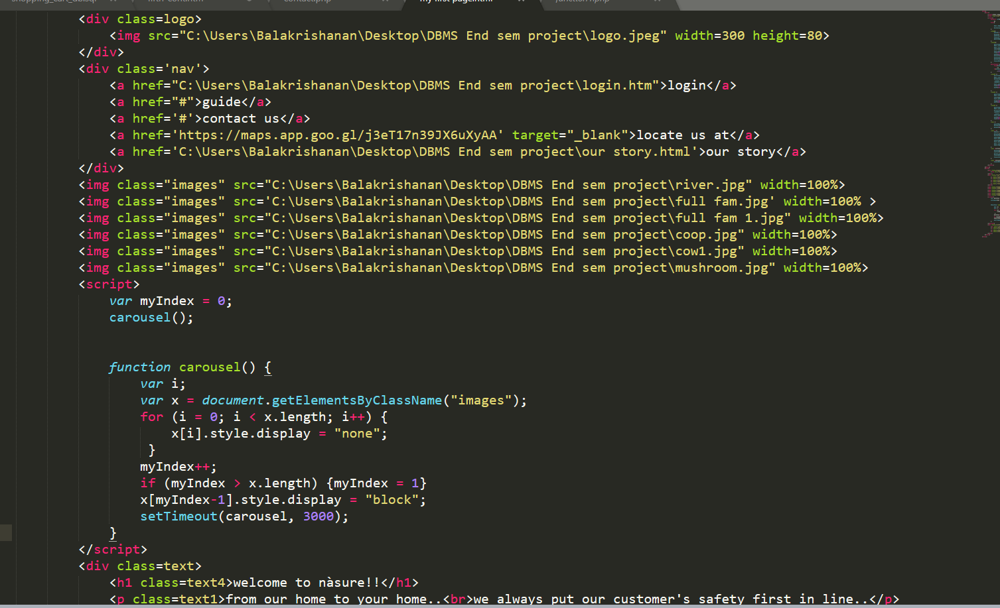 my first page.html
<div class=logo>
<img src="C:\Users\Balakrishanan\Desktop\DBMS End sem project\logo.jpeg" width=300 height=80>
</div>
<div class='nav'>
<a href="C:\Users\Balakrishanan\Desktop\DBMS End sem project\login.htm">login</a>
<a href="#">guide</a>
<a href='#'>contact us</a>
<a href='https://maps.app.goo.gl/j3eT17n39JX6uXyAA' target="_blank">locate us at</a>
<a href='C:\Users\Balakrishanan\Desktop\DBMS End sem project\our story.html'>our story</a>
</div>
<img class="images" src="C:\Users\Balakrishanan\Desktop\DBMS End sem project\river.jpg" width=100%>
<img class="images" src='C:\Users\Balakrishanan\Desktop\DBMS End sem project\full fam.jpg' width=100% >
<img class="images" src="C:\Users\Balakrishanan\Desktop\DBMS End sem project\full fam 1.jpg" width=100%>
<img class="images" src="C:\Users\Balakrishanan\Desktop\DBMS End sem project\coop.jpg" width=100%>
<img class="images" src="C:\Users\Balakrishanan\Desktop\DBMS End sem project\cow1.jpg" width=100%>
<img class="images" src="C:\Users\Balakrishanan\Desktop\DBMS End sem project\mushroom.jpg" width=100%>
<script>
var myIndex = 0;
carousel();
function carousel() {
var i;
var x = document.getElementsByClassName("images");
for (i = 0; i < x.length; i++) {
x[i].style.display = "none";
}
myIndex++;
if (myIndex > x.length) {myIndex = 1}
x[myIndex-1].style.display = "block";
setTimeout(carousel, 3000);
}
</script>
<div class=text>
<h1 class=text4>welcome to nàsure!!</h1>
<p class=text1>from our home to your home..<br>we always put our customer's safety first in line..</p>